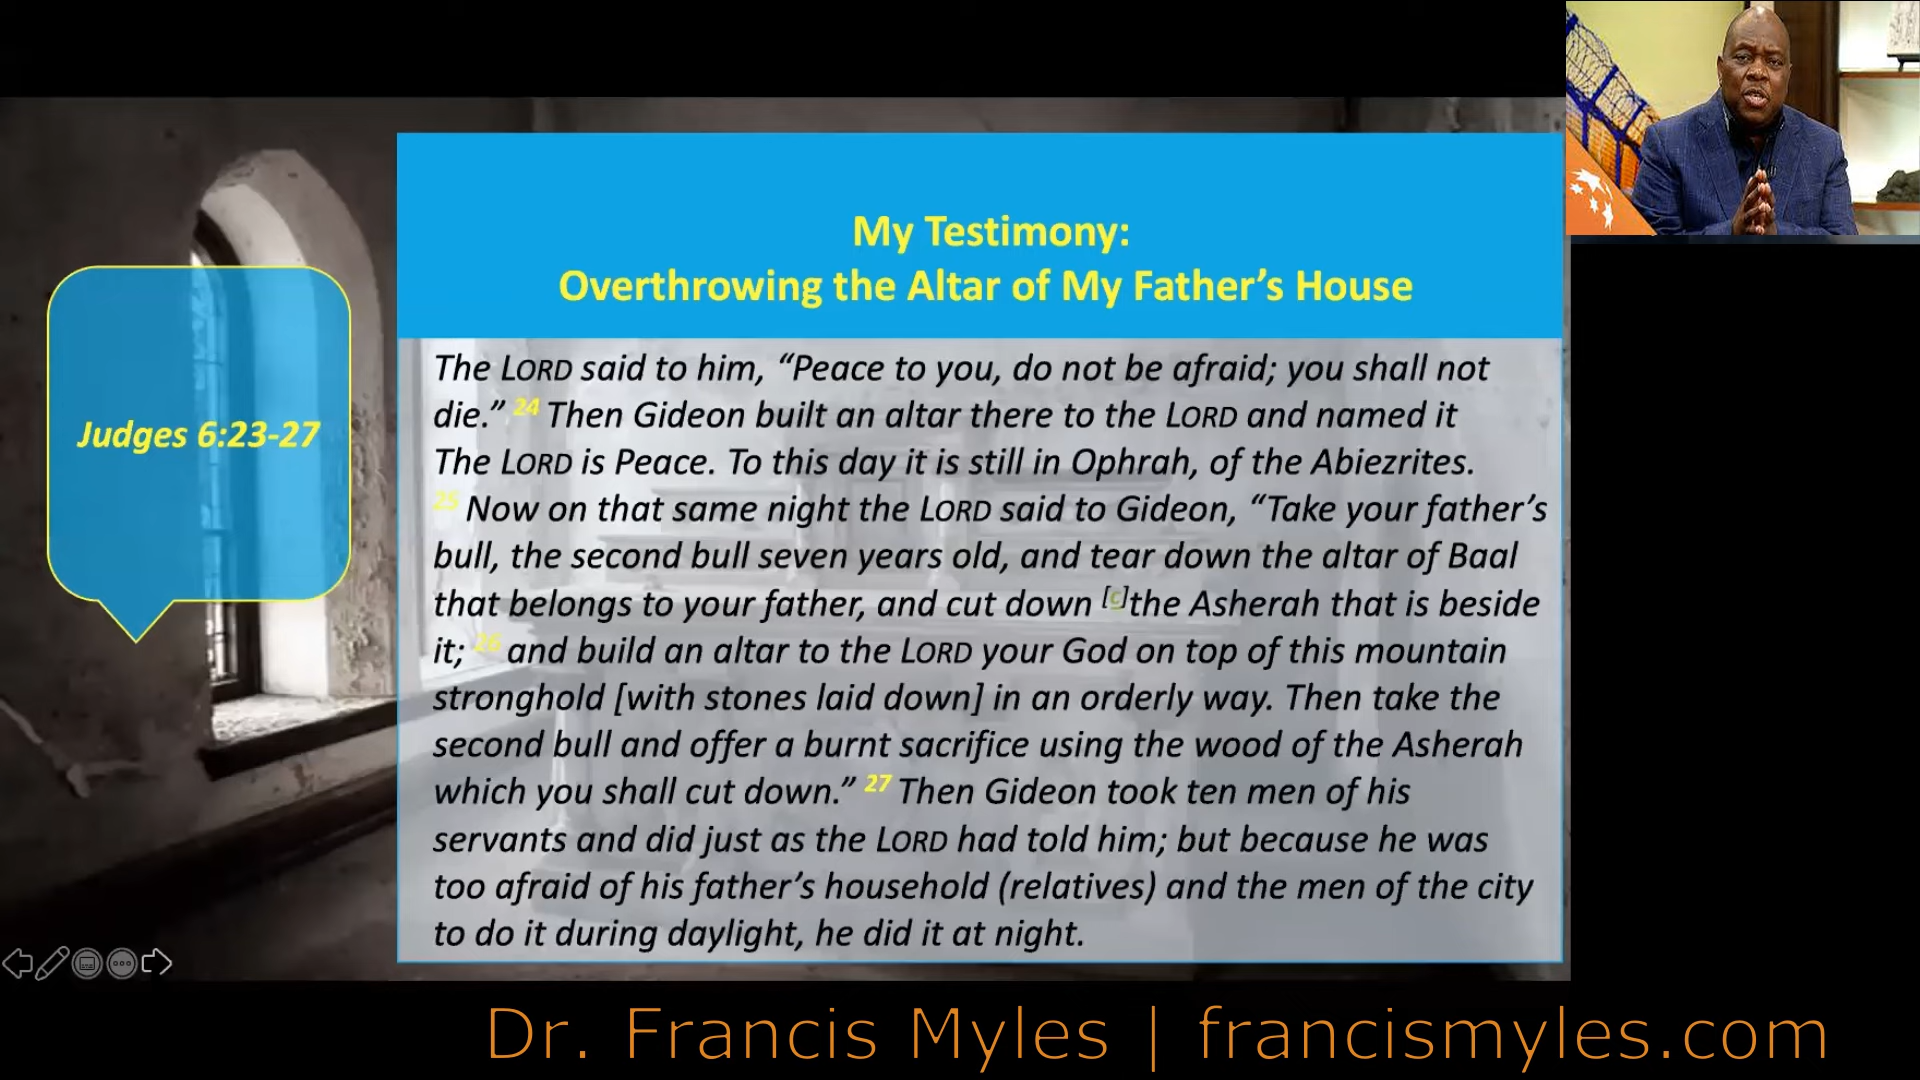 My Testimony:
Overthrowing the Altar of My Father's House
Judges 6:23-27
The LORD said to him, “Peace to you, do not be afraid; you shall not
die.” 24 Then Gideon built an altar there to the LORD and named it
The LORD is Peace. To this day it is still in Ophrah, of the Abiezrites.
25 Now on that same night the LORD said to Gideon, “Take your father’s
bull, the second bull seven years old, and tear down the altar of Baal
that belongs to your father, and cut down [c]the Asherah that is beside
it; 26 and build an altar to the LORD your God on top of this mountain
stronghold [with stones laid down] in an orderly way. Then take the
second bull and offer a burnt sacrifice using the wood of the Asherah
which you shall cut down.” 27 Then Gideon took ten men of his
servants and did just as the LORD had told him; but because he was
too afraid of his father’s household (relatives) and the men of the city
to do it during daylight, he did it at night.
Dr. Francis Myles | francismyles.com